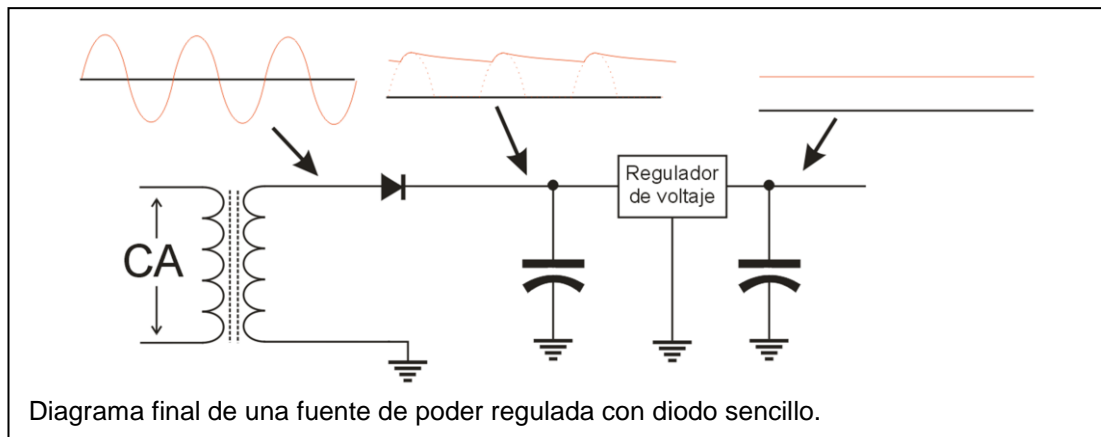 Regulador
de voltaje
CA
Diagrama final de una fuente de poder regulada con diodo sencillo.